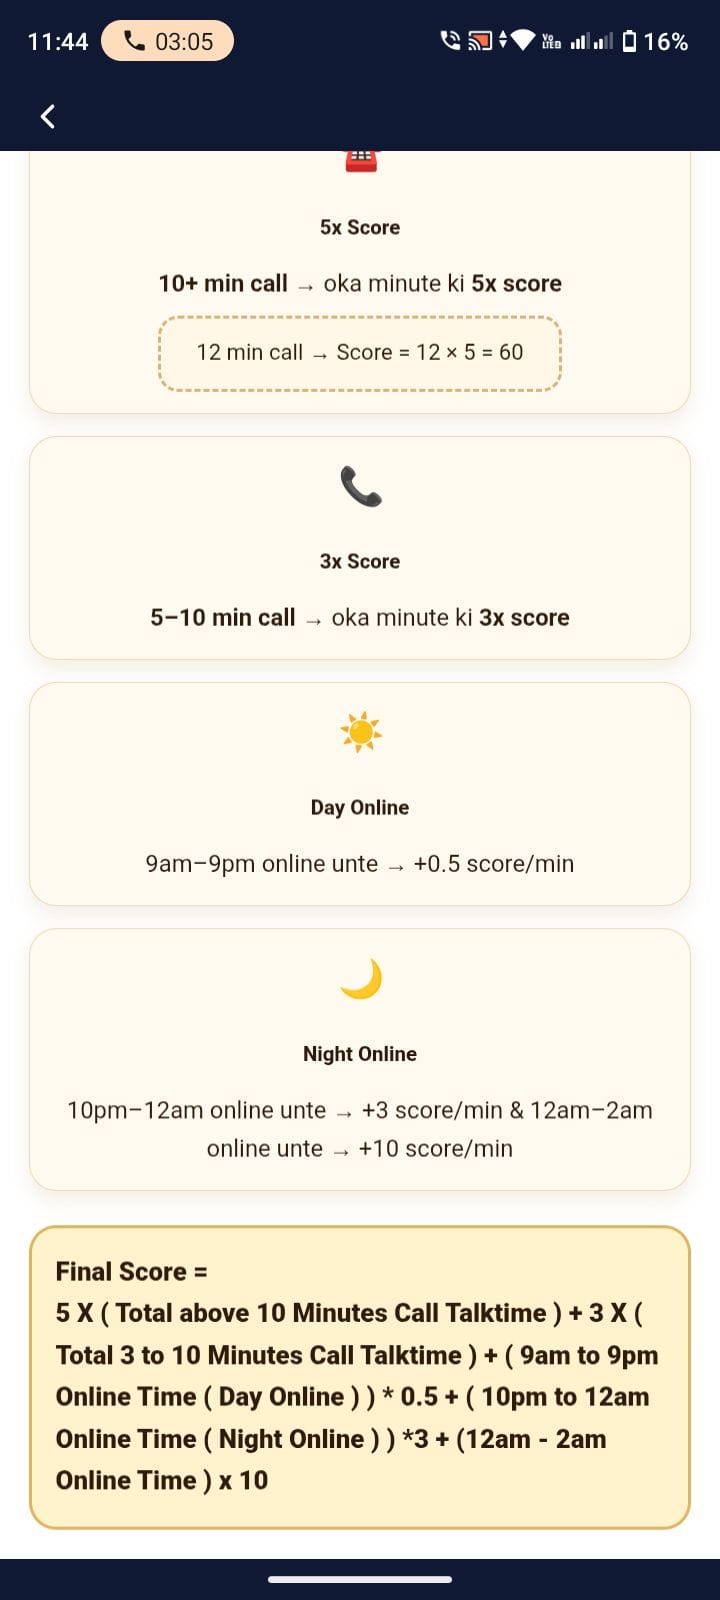 11:44 03:05 16%
5x Score
10+ min call → oka minute ki 5x score
12 min call → Score = 12 × 5 = 60
3x Score
5–10 min call → oka minute ki 3x score
Day Online
9am–9pm online unte → +0.5 score/min
Night Online
10pm–12am online unte → +3 score/min & 12am–2am
online unte → +10 score/min
Final Score =
5 X ( Total above 10 Minutes Call Talktime ) + 3 X (
Total 3 to 10 Minutes Call Talktime ) + ( 9am to 9pm
Online Time ( Day Online ) ) * 0.5 + ( 10pm to 12am
Online Time ( Night Online ) ) *3 + (12am - 2am
Online Time ) x 10